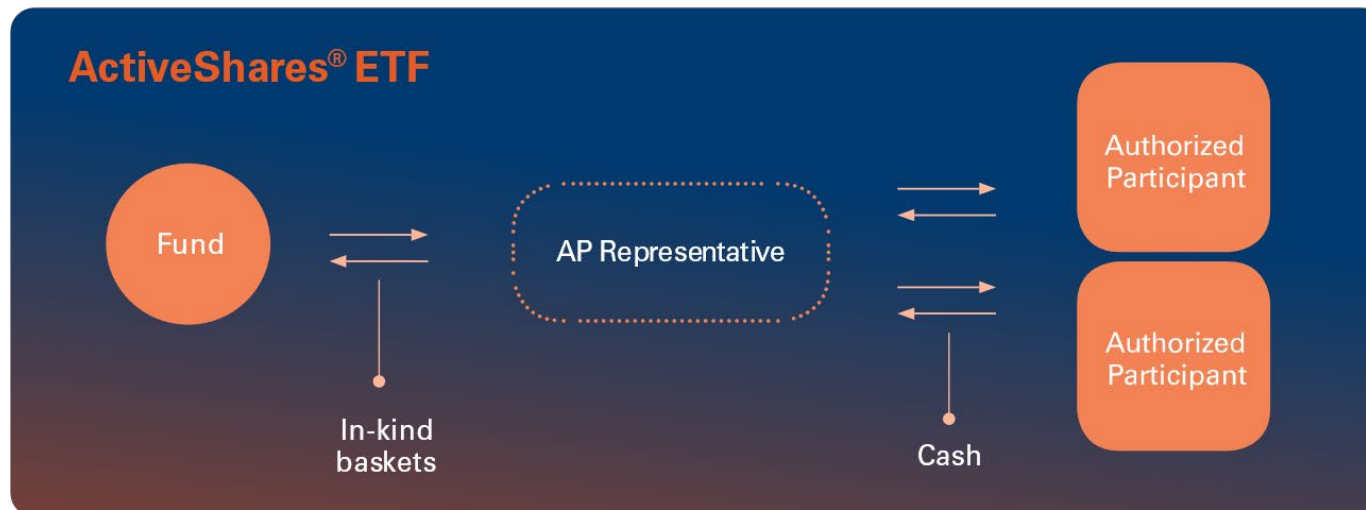 ActiveShares® ETF
Fund
In-kind
baskets
AP Representative
Cash
Authorized
Participant
Authorized
Participant